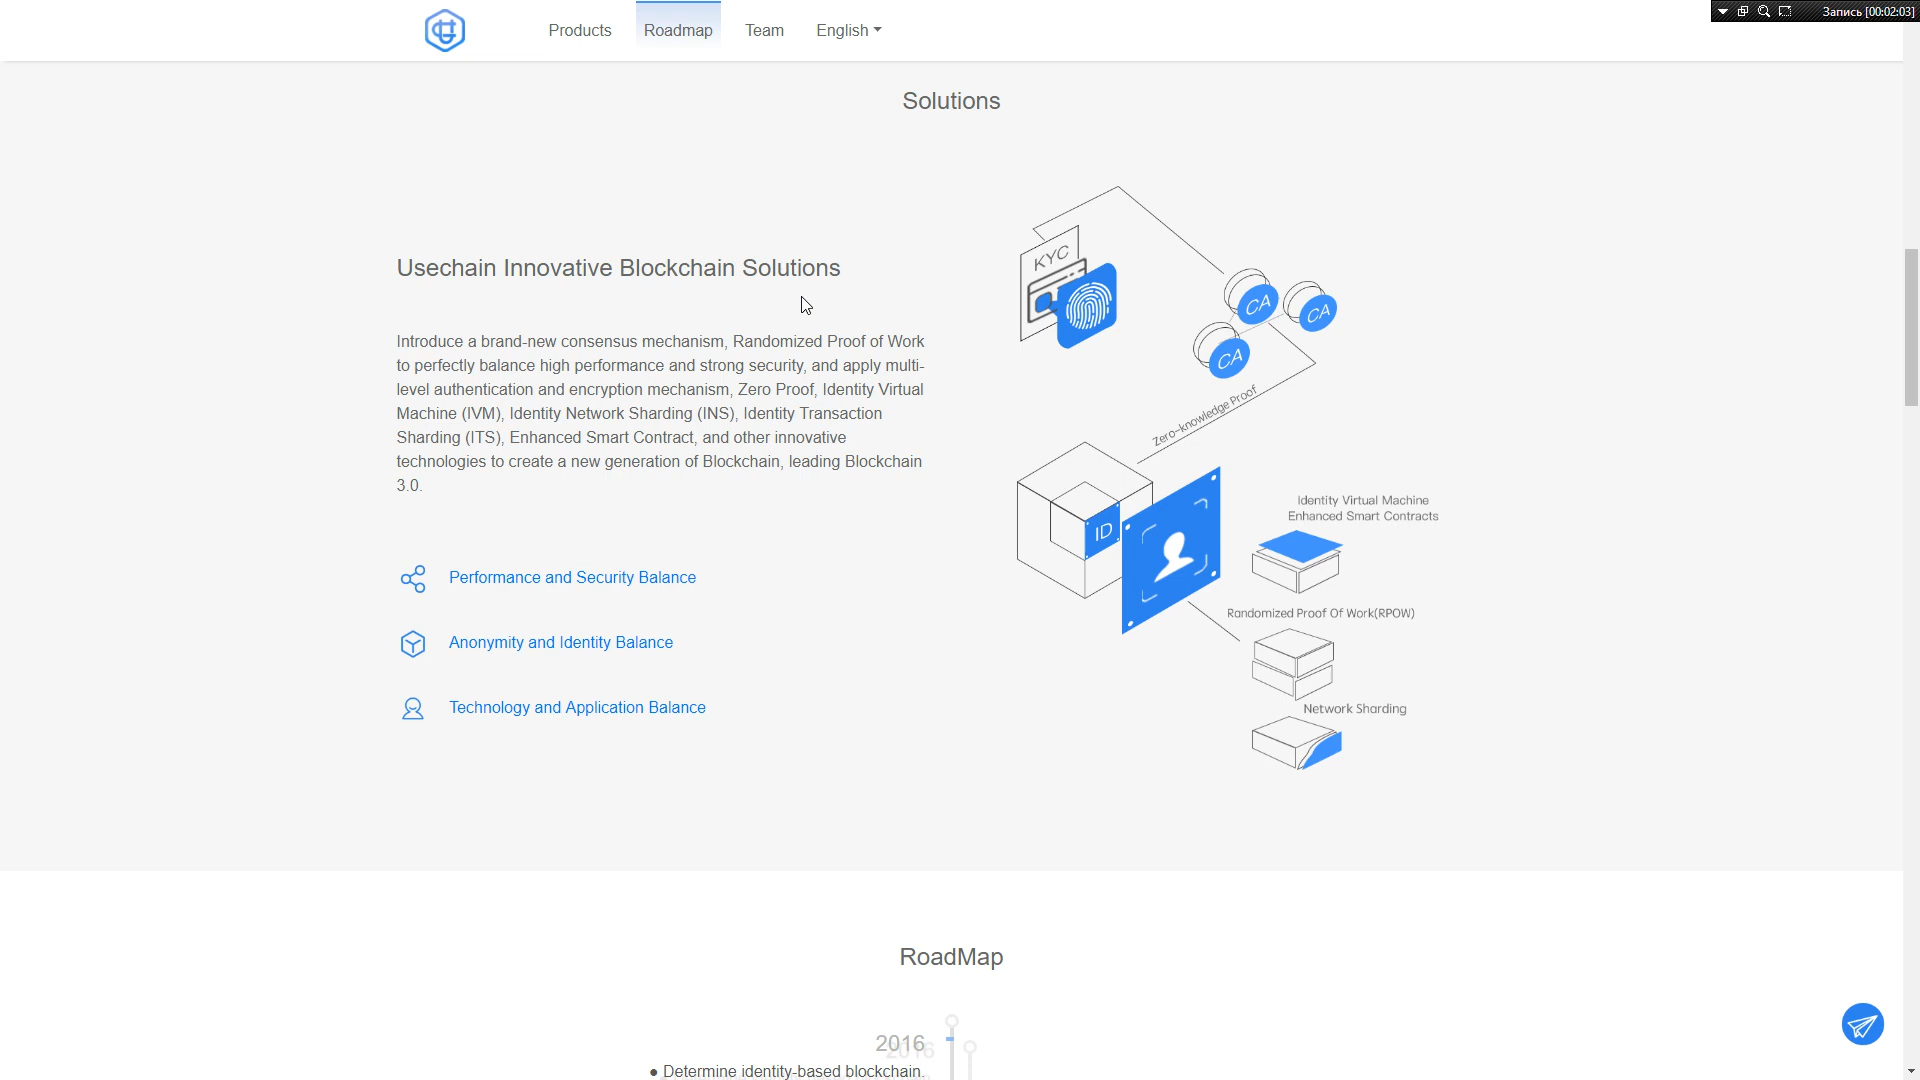 Products Roadmap Team English
Запись [00:02:03]
Solutions
KYC
CA
CA
CA
Usechain Innovative Blockchain Solutions
Introduce a brand-new consensus mechanism, Randomized Proof of Work
to perfectly balance high performance and strong security, and apply multi-
level authentication and encryption mechanism, Zero Proof, Identity Virtual
Machine (IVM), Identity Network Sharding (INS), Identity Transaction
Sharding (ITS), Enhanced Smart Contract, and other innovative
technologies to create a new generation of Blockchain, leading Blockchain
3.0.
Zero-knowledge Proof
ID
Identity Virtual Machine
Enhanced Smart Contracts
Performance and Security Balance
Randomized Proof Of Work(RPOW)
Anonymity and Identity Balance
Technology and Application Balance
Network Sharding
RoadMap
2016
• Determine identity-based blockchain.